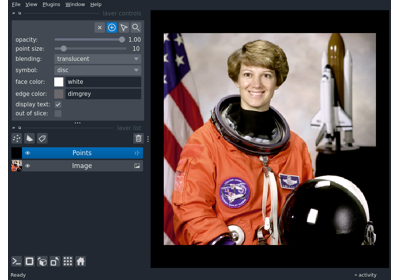 File View Plugins Window Help
layer controls
opacity: 1.00
point size: 10
blending: translucent
symbol: disc
face color: white
edge color: dimgrey
display text:
out of slice:
layer list
Points
Image
Ready
activity